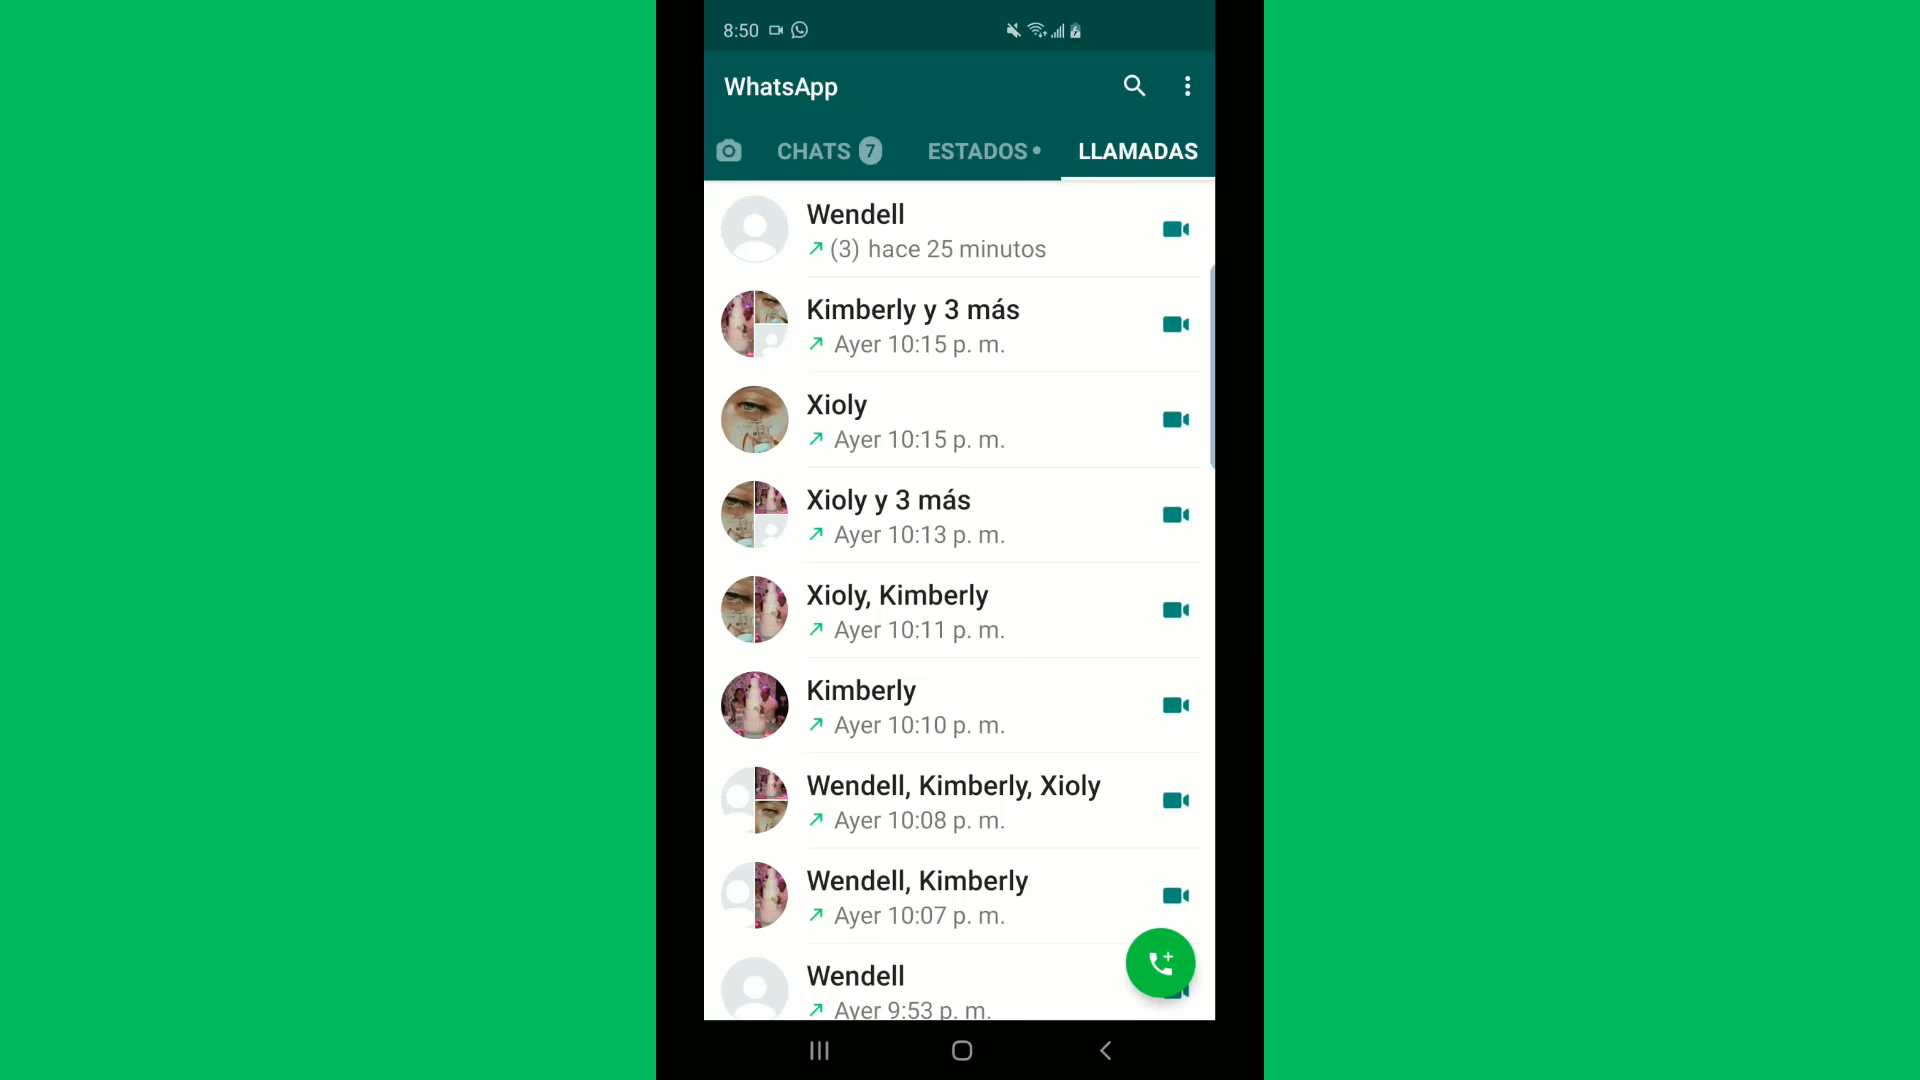 8:50
WhatsApp
CHATS 7 ESTADOS • LLAMADAS
Wendell
(3) hace 25 minutos
Kimberly y 3 más
Ayer 10:15 p. m.
Xioly
Ayer 10:15 p. m.
Xioly y 3 más
Ayer 10:13 p. m.
Xioly, Kimberly
Ayer 10:11 p. m.
Kimberly
Ayer 10:10 p. m.
Wendell, Kimberly, Xioly
Ayer 10:08 p. m.
Wendell, Kimberly
Ayer 10:07 p. m.
Wendell
Ayer 9:53 p. m.